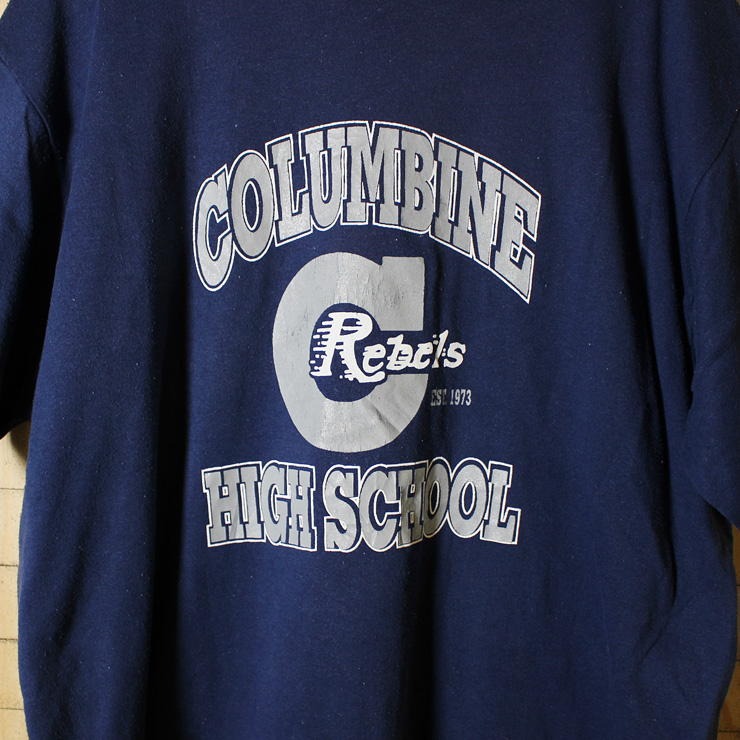 COLUMBINE
C
Rebels
EST. 1973
HIGH SCHOOL